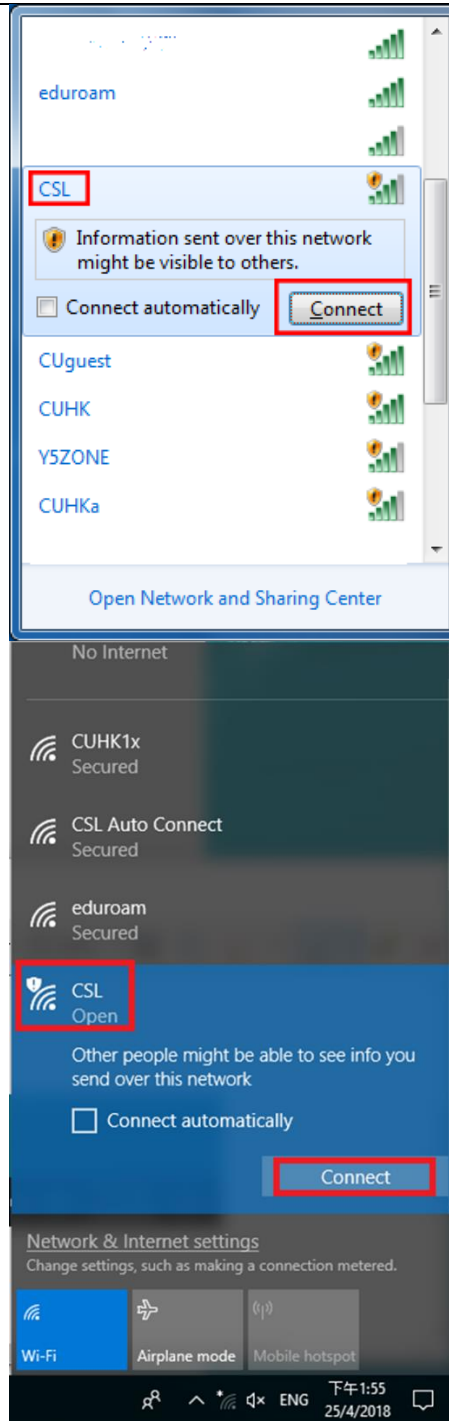 eduroam
CSL
Information sent over this network
might be visible to others.
Connect automatically
Connect
CUguest
CUHK
Y5ZONE
CUHKa
Open Network and Sharing Center
No Internet
CUHK1x
Secured
CSL Auto Connect
Secured
eduroam
Secured
CSL
Open
Other people might be able to see info you
send over this network
Connect automatically
Connect
Network & Internet settings
Change settings, such as making a connection metered.
Wi-Fi
Airplane mode
Mobile hotspot
ENG
下午1:55
25/4/2018